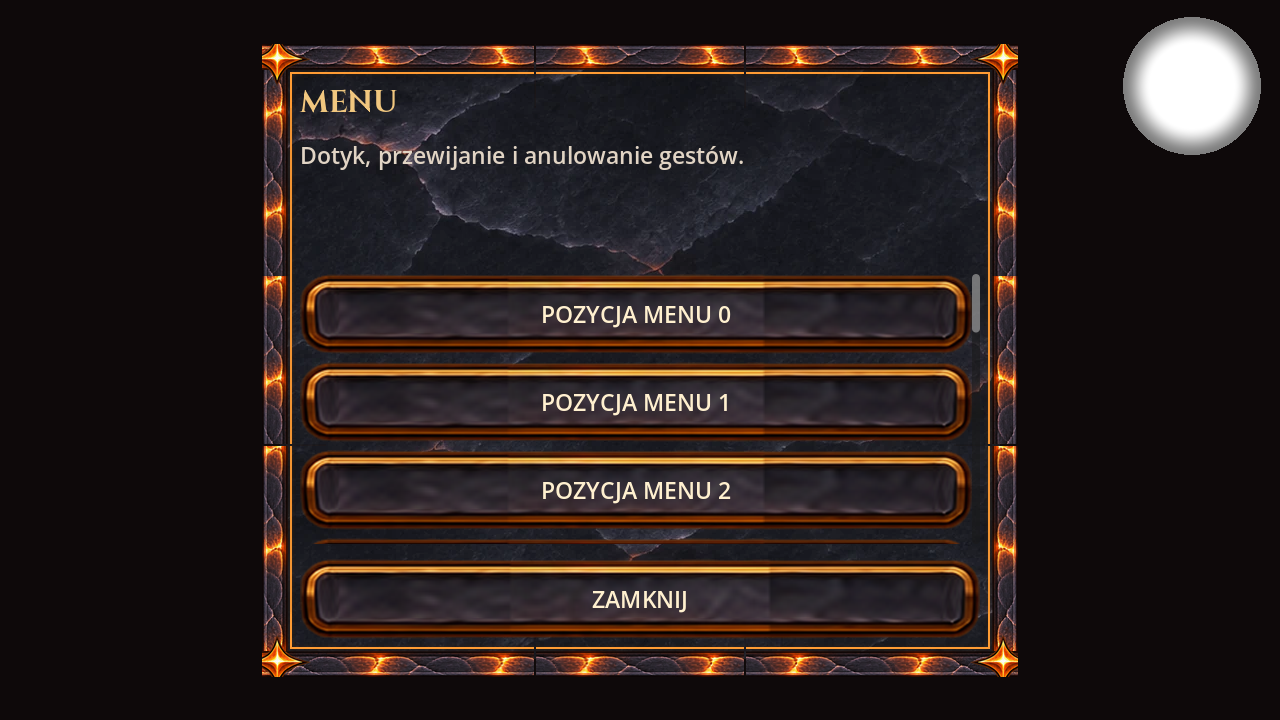 MENU
Dotyk, przewijanie i anulowanie gestów.
POZYCJA MENU 0
POZYCJA MENU 1
POZYCJA MENU 2
ZAMKNIJ